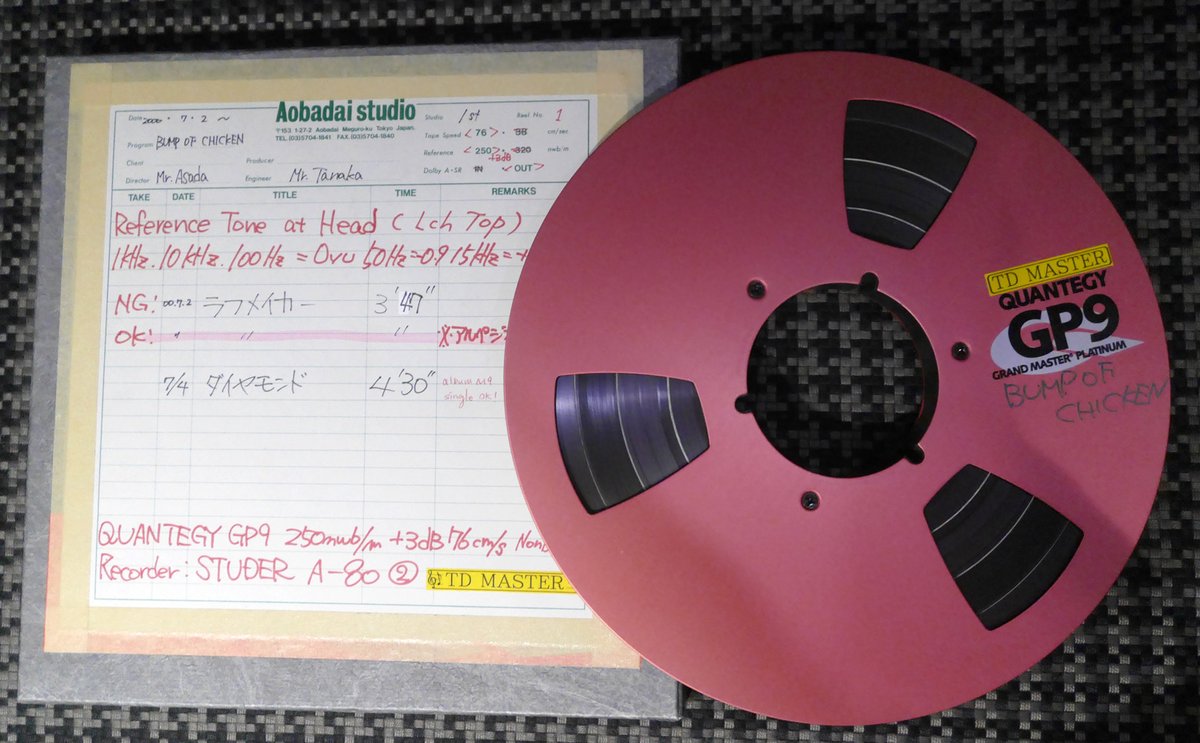 Aobadai studio
〒153 1-27-2 Aobadai Meguro-ku Tokyo Japan.
TEL.(03)5704-1841 FAX.(03)5704-1840
Date 2000 . 7 . 2 ~
Program BUMP OF CHICKEN
Client Producer
Director Mr. Asada Engineer Mr. Tanaka
Studio 1st Reel No. 1
Tape Speed <76> · 38 cm/sec
Reference <250> · 320 nwb/m
+3dB
Dolby A·SR IN <OUT>
TAKE DATE TITLE TIME REMARKS
Reference Tone at Head (Lch Top)
1kHz. 10kHz. 100Hz = 0vu 50Hz=-0.9 15kHz=
NG! 00.7.2 ラフメイカー 3'47"
OK! 〃 〃 〃 ※アルペジ
7/4 ダイヤモンド 4'30" album NG
single OK!
QUANTEGY GP9 250nwb/m +3dB 76cm/s
Recorder: STUDER A-80 ②
TD MASTER
TD MASTER
QUANTEGY
GP9
GRAND MASTER® PLATINUM
BUMP OF
CHICKEN